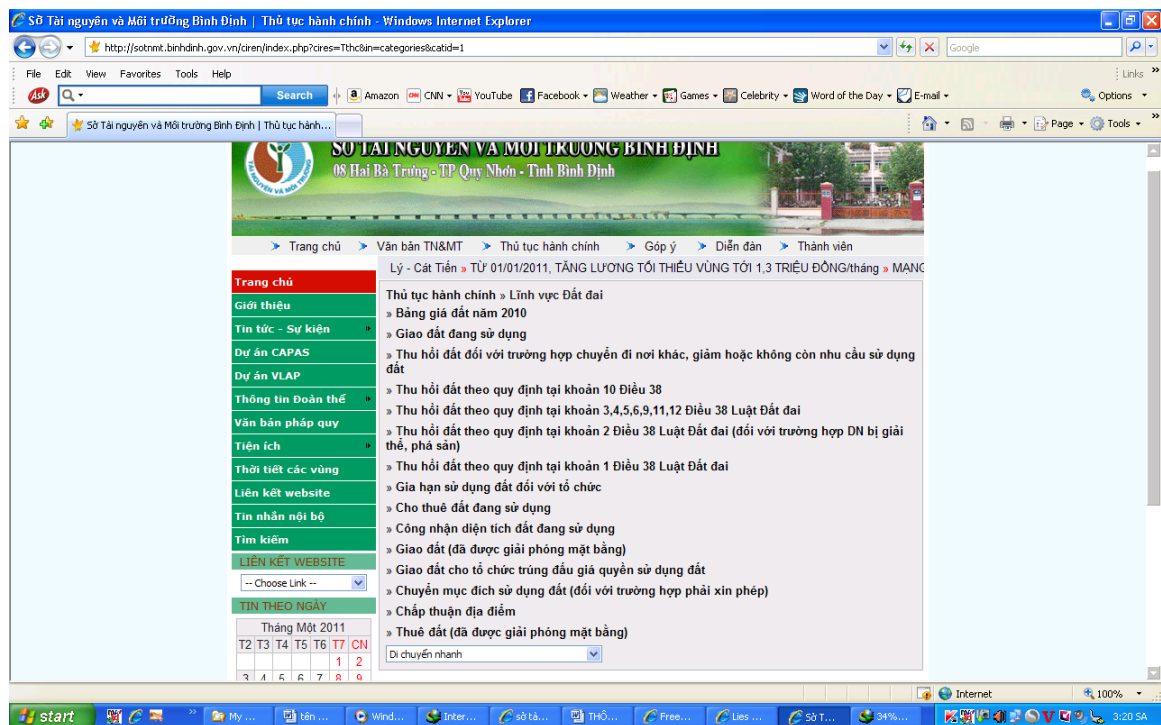 Sở Tài nguyên và Môi trường Bình Định | Thủ tục hành chính - Windows Internet Explorer
http://sotnmt.binhdinh.gov.vn/ciren/index.php?cires=Tthc&in=categories&catid=1
Google
File Edit View Favorites Tools Help
Links »
Ask Search Amazon CNN YouTube Facebook Weather Games Celebrity Word of the Day E-mail Options
Sở Tài nguyên và Môi trường Bình Định | Thủ tục hành...
Page Tools »
SỞ TÀI NGUYÊN VÀ MÔI TRƯỜNG BÌNH ĐỊNH
08 Hai Bà Trưng - TP Quy Nhơn - Tỉnh Bình Định
TÀI NGUYÊN VÀ MÔI
Trang chủ Văn bản TN&MT Thủ tục hành chính Góp ý Diễn đàn Thành viên
Lý - Cát Tiến » TỪ 01/01/2011, TĂNG LƯƠNG TỐI THIỂU VÙNG TỚI 1,3 TRIỆU ĐỒNG/tháng » MẠNG
Trang chủ
Giới thiệu
Tin tức - Sự kiện
Dự án CAPAS
Dự án VLAP
Thông tin Đoàn thể
Văn bản pháp quy
Tiện ích
Thời tiết các vùng
Liên kết website
Tin nhắn nội bộ
Tìm kiếm
LIÊN KẾT WEBSITE
-- Choose Link --
TIN THEO NGÀY
Tháng Một 2011
T2 T3 T4 T5 T6 T7 CN
1 2
3 4 5 6 7 8 9
Thủ tục hành chính » Lĩnh vực Đất đai
» Bảng giá đất năm 2010
» Giao đất đang sử dụng
» Thu hồi đất đối với trường hợp chuyển đi nơi khác, giảm hoặc không còn nhu cầu sử dụng
đất
» Thu hồi đất theo quy định tại khoản 10 Điều 38
» Thu hồi đất theo quy định tại khoản 3,4,5,6,9,11,12 Điều 38 Luật Đất đai
» Thu hồi đất theo quy định tại khoản 2 Điều 38 Luật Đất đai (đối với trường hợp DN bị giải
thể, phá sản)
» Thu hồi đất theo quy định tại khoản 1 Điều 38 Luật Đất đai
» Gia hạn sử dụng đất đối với tổ chức
» Cho thuê đất đang sử dụng
» Công nhận diện tích đất đang sử dụng
» Giao đất (đã được giải phóng mặt bằng)
» Giao đất cho tổ chức trúng đấu giá quyền sử dụng đất
» Chuyển mục đích sử dụng đất (đối với trường hợp phải xin phép)
» Chấp thuận địa điểm
» Thuê đất (đã được giải phóng mặt bằng)
Di chuyển nhanh
Internet 100%
start » My ... tên ... Wind... Inter... sở tà... THÔ... Free... Lies ... Sở T... 34%... 3:20 SA